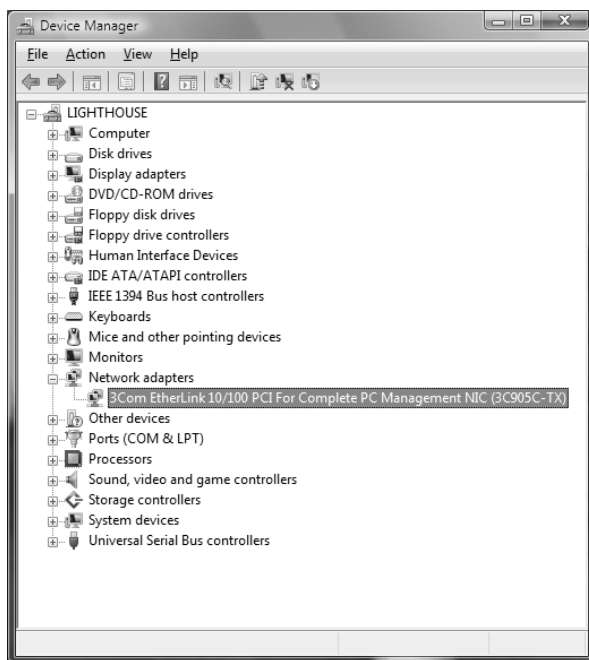 Device Manager
File Action View Help
LIGHTHOUSE
Computer
Disk drives
Display adapters
DVD/CD-ROM drives
Floppy disk drives
Floppy drive controllers
Human Interface Devices
IDE ATA/ATAPI controllers
IEEE 1394 Bus host controllers
Keyboards
Mice and other pointing devices
Monitors
Network adapters
3Com EtherLink 10/100 PCI For Complete PC Management NIC (3C905C-TX)
Other devices
Ports (COM & LPT)
Processors
Sound, video and game controllers
Storage controllers
System devices
Universal Serial Bus controllers